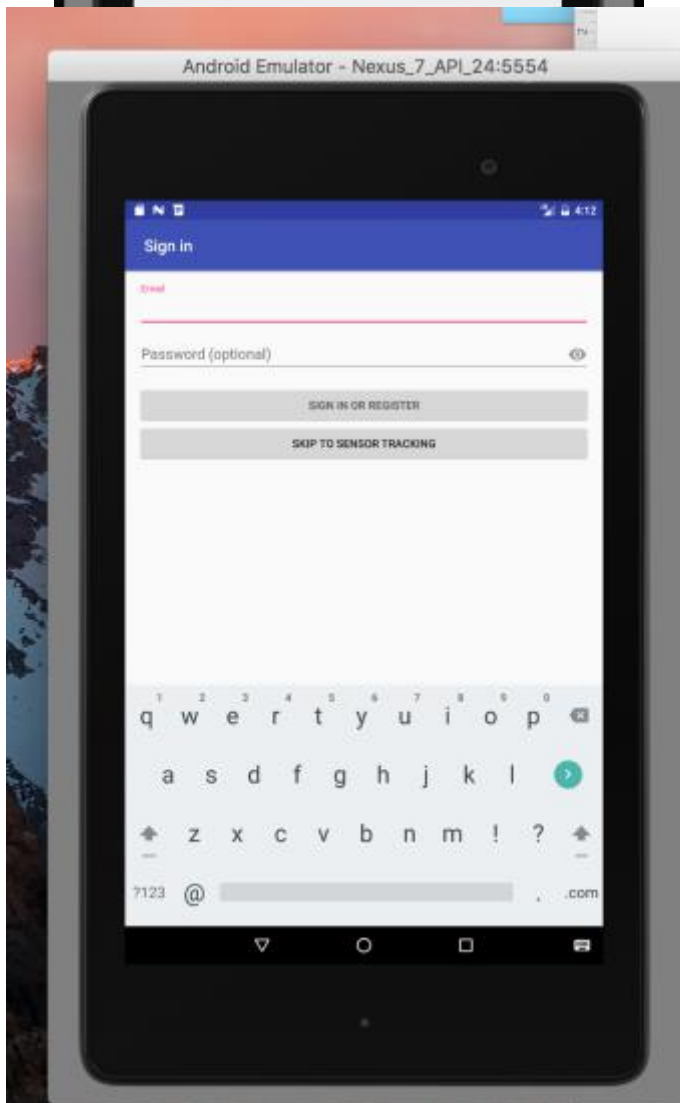 Android Emulator - Nexus_7_API_24:5554
4:12
Sign in
Email
Password (optional)
SIGN IN OR REGISTER
SKIP TO SENSOR TRACKING
1 2 3 4 5 6 7 8 9 0
q w e r t y u i o p
a s d f g h j k l
z x c v b n m ! ?
?123 @ . .com